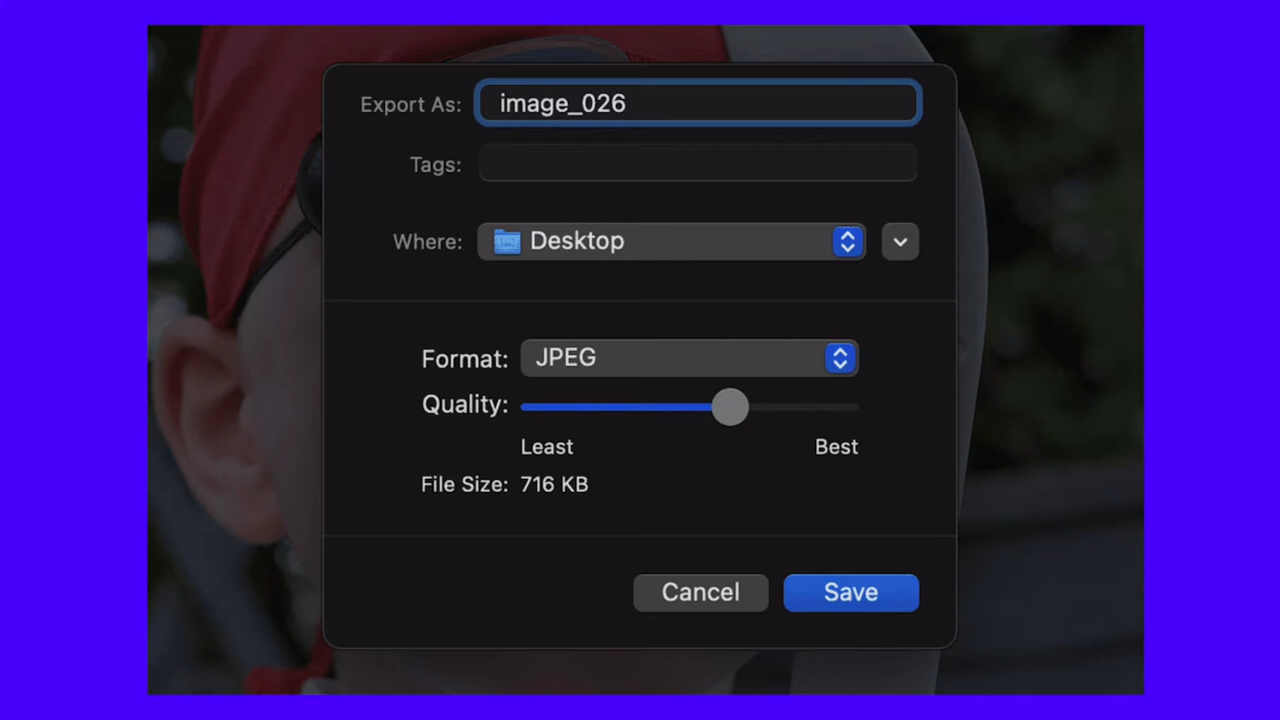 Export As: image_026
Tags:
Where: Desktop
Format: JPEG
Quality:
Least Best
File Size: 716 KB
Cancel Save